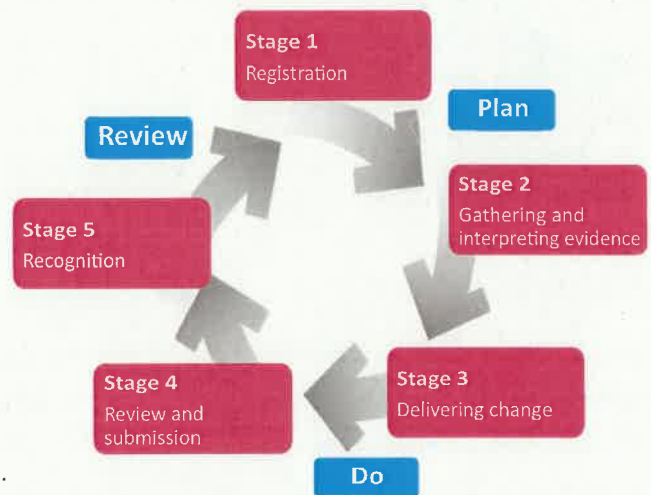 Stage 1
Registration
Plan
Review
Stage 2
Gathering and
interpreting evidence
Stage 5
Recognition
Stage 3
Delivering change
Stage 4
Review and
submission
Do